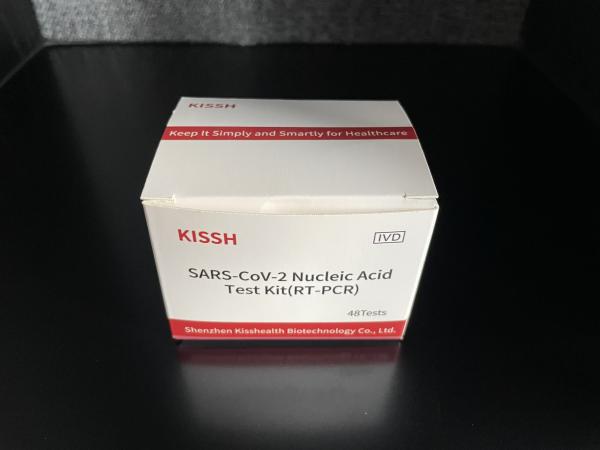 KISSH
Keep It Simply and Smartly for Healthcare
KISSH
IVD
SARS-CoV-2 Nucleic Acid
Test Kit(RT-PCR)
48Tests
Shenzhen Kisshealth Biotechnology Co., Ltd.